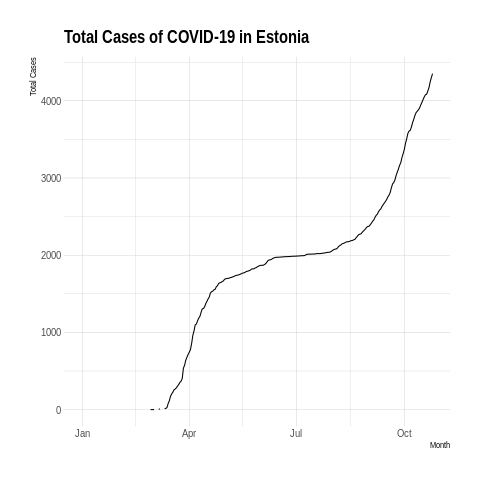 Total Cases of COVID-19 in Estonia
Total Cases
4000
3000
2000
1000
0
Jan Apr Jul Oct
Month